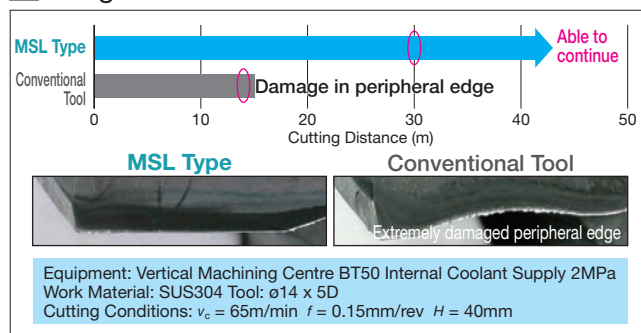 MSL Type
Able to
continue
Conventional
Tool
Damage in peripheral edge
0 10 20 30 40 50
Cutting Distance (m)
MSL Type Conventional Tool
Extremely damaged peripheral edge
Equipment: Vertical Machining Centre BT50 Internal Coolant Supply 2MPa
Work Material: SUS304 Tool: ø14 x 5D
Cutting Conditions: vc = 65m/min f = 0.15mm/rev H = 40mm